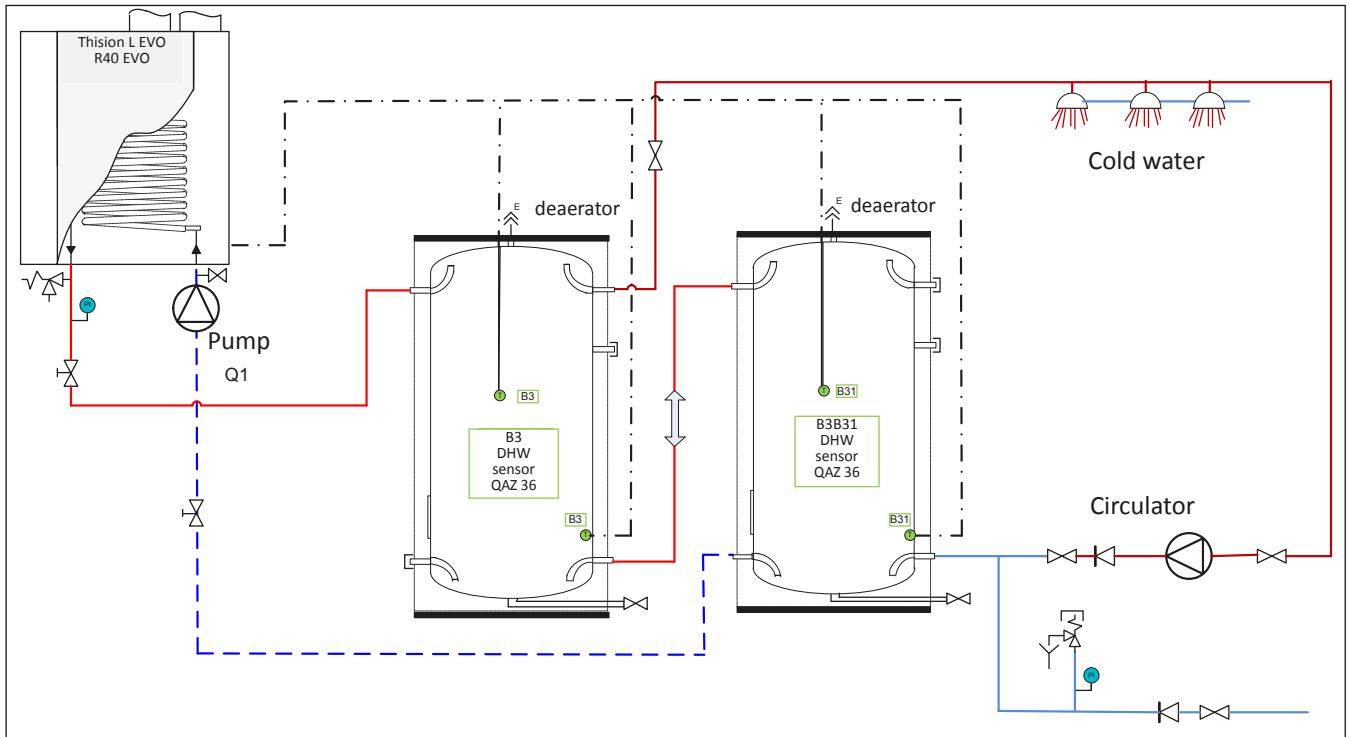 Thision L EVO
R40 EVO
Cold water
E
deaerator
E
deaerator
PI
Pump
Q1
T
B3
T
B31
B3
DHW
sensor
QAZ 36
B3B31
DHW
sensor
QAZ 36
B3
T
B31
T
Circulator
PI